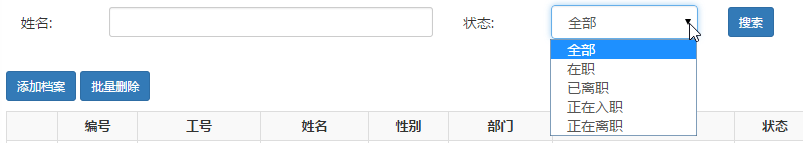 姓名: 状态: 全部 搜索
全部
在职
已离职
正在入职
正在离职
添加档案 批量删除
编号 工号 姓名 性别 部门 状态